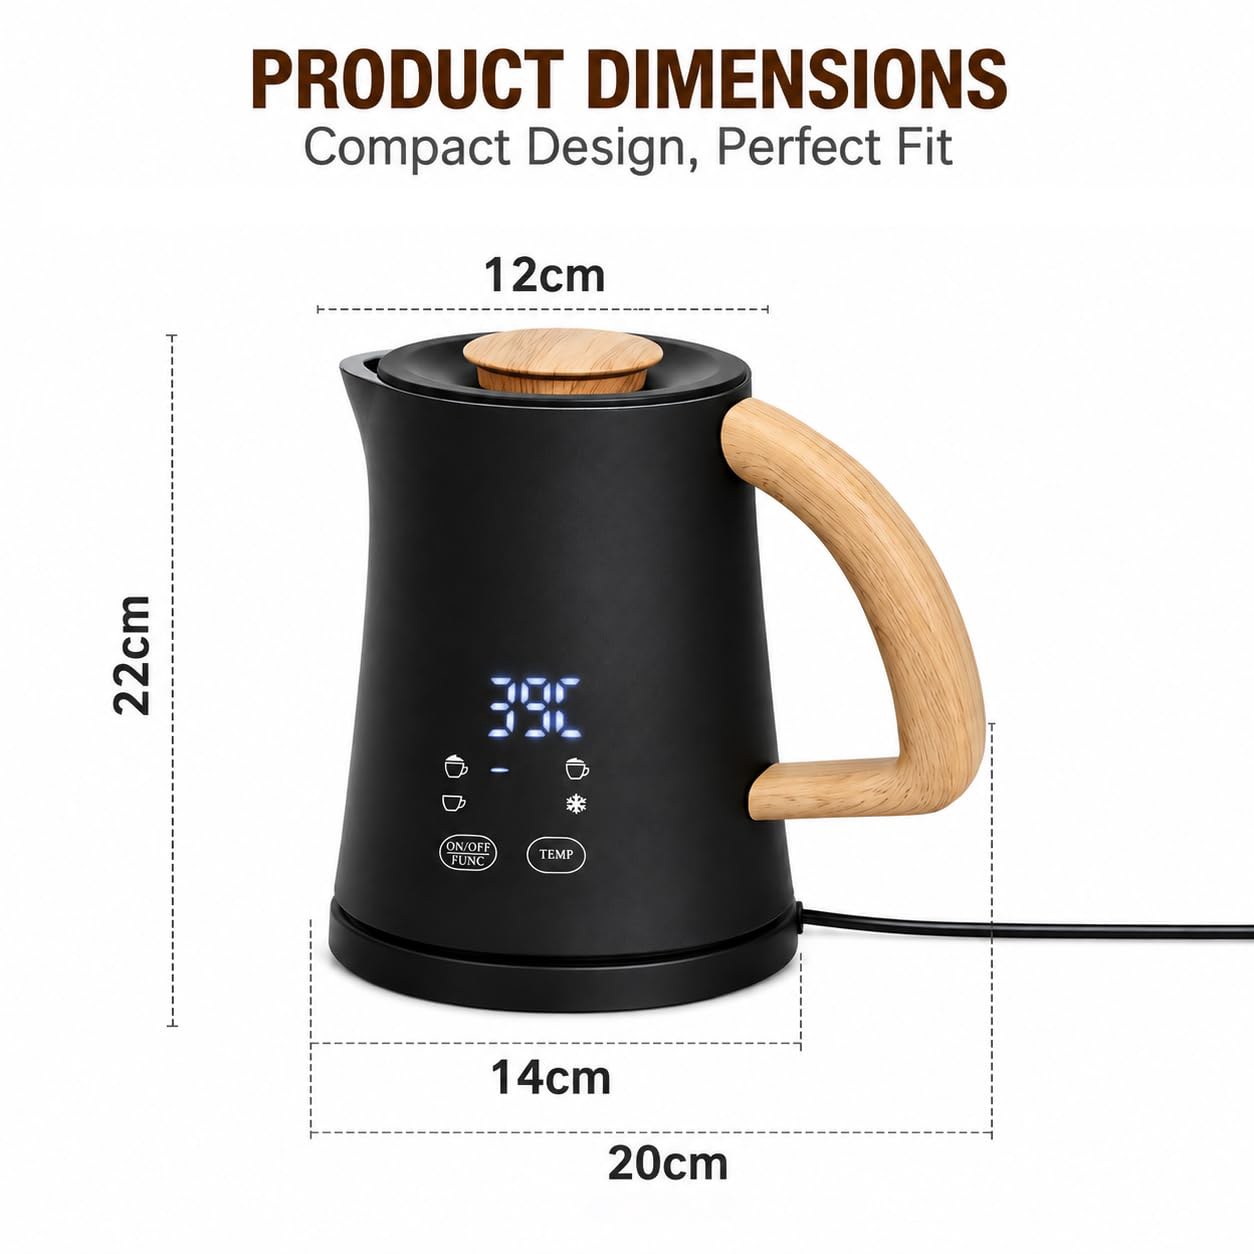 PRODUCT DIMENSIONS
Compact Design, Perfect Fit
12cm
22cm
39C
ON/OFF
FUNC
TEMP
14cm
20cm